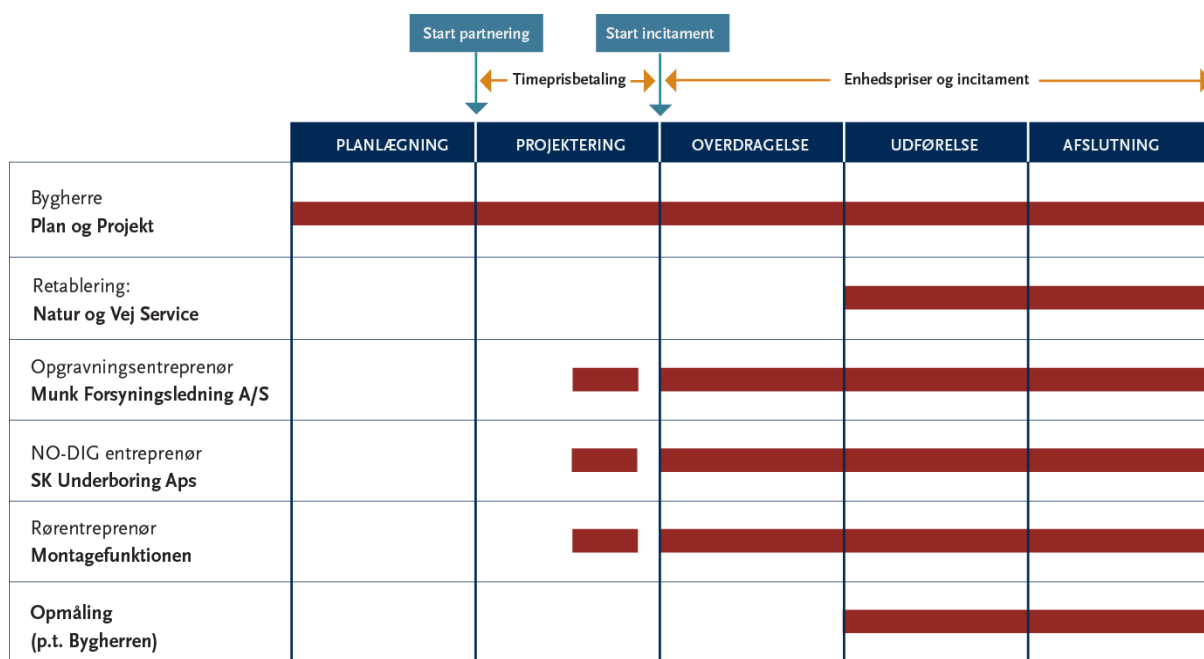 Start partnering
Start incitament
Timeprisbetaling
Enhedspriser og incitament
PLANLÆGNING
PROJEKTERING
OVERDRAGELSE
UDFØRELSE
AFSLUTNING
Bygherre
Plan og Projekt
Retablering:
Natur og Vej Service
Opgravningsentreprenør
Munk Forsyningsledning A/S
NO-DIG entreprenør
SK Underboring Aps
Rørentreprenør
Montagefunktionen
Opmåling
(p.t. Bygherren)